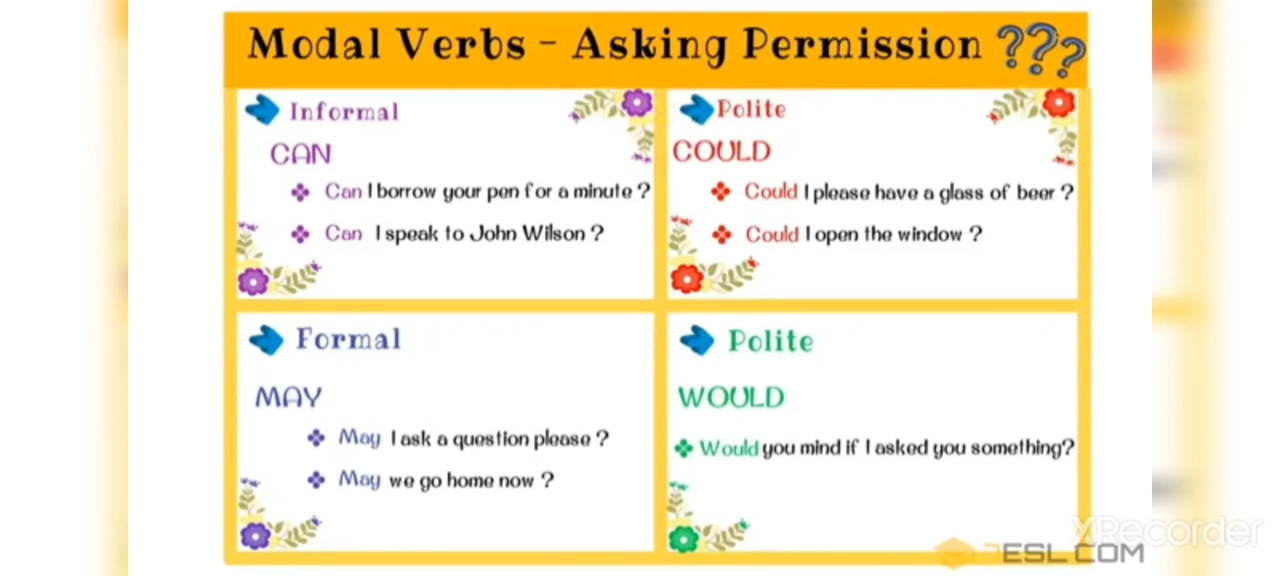 Modal Verbs - Asking Permission ???
Informal
CAN
Can I borrow your pen for a minute ?
Can I speak to John Wilson ?
Polite
COULD
Could I please have a glass of beer ?
Could I open the window ?
Formal
MAY
May I ask a question please ?
May we go home now ?
Polite
WOULD
Would you mind if I asked you something?
XRecorder
7ESL.COM